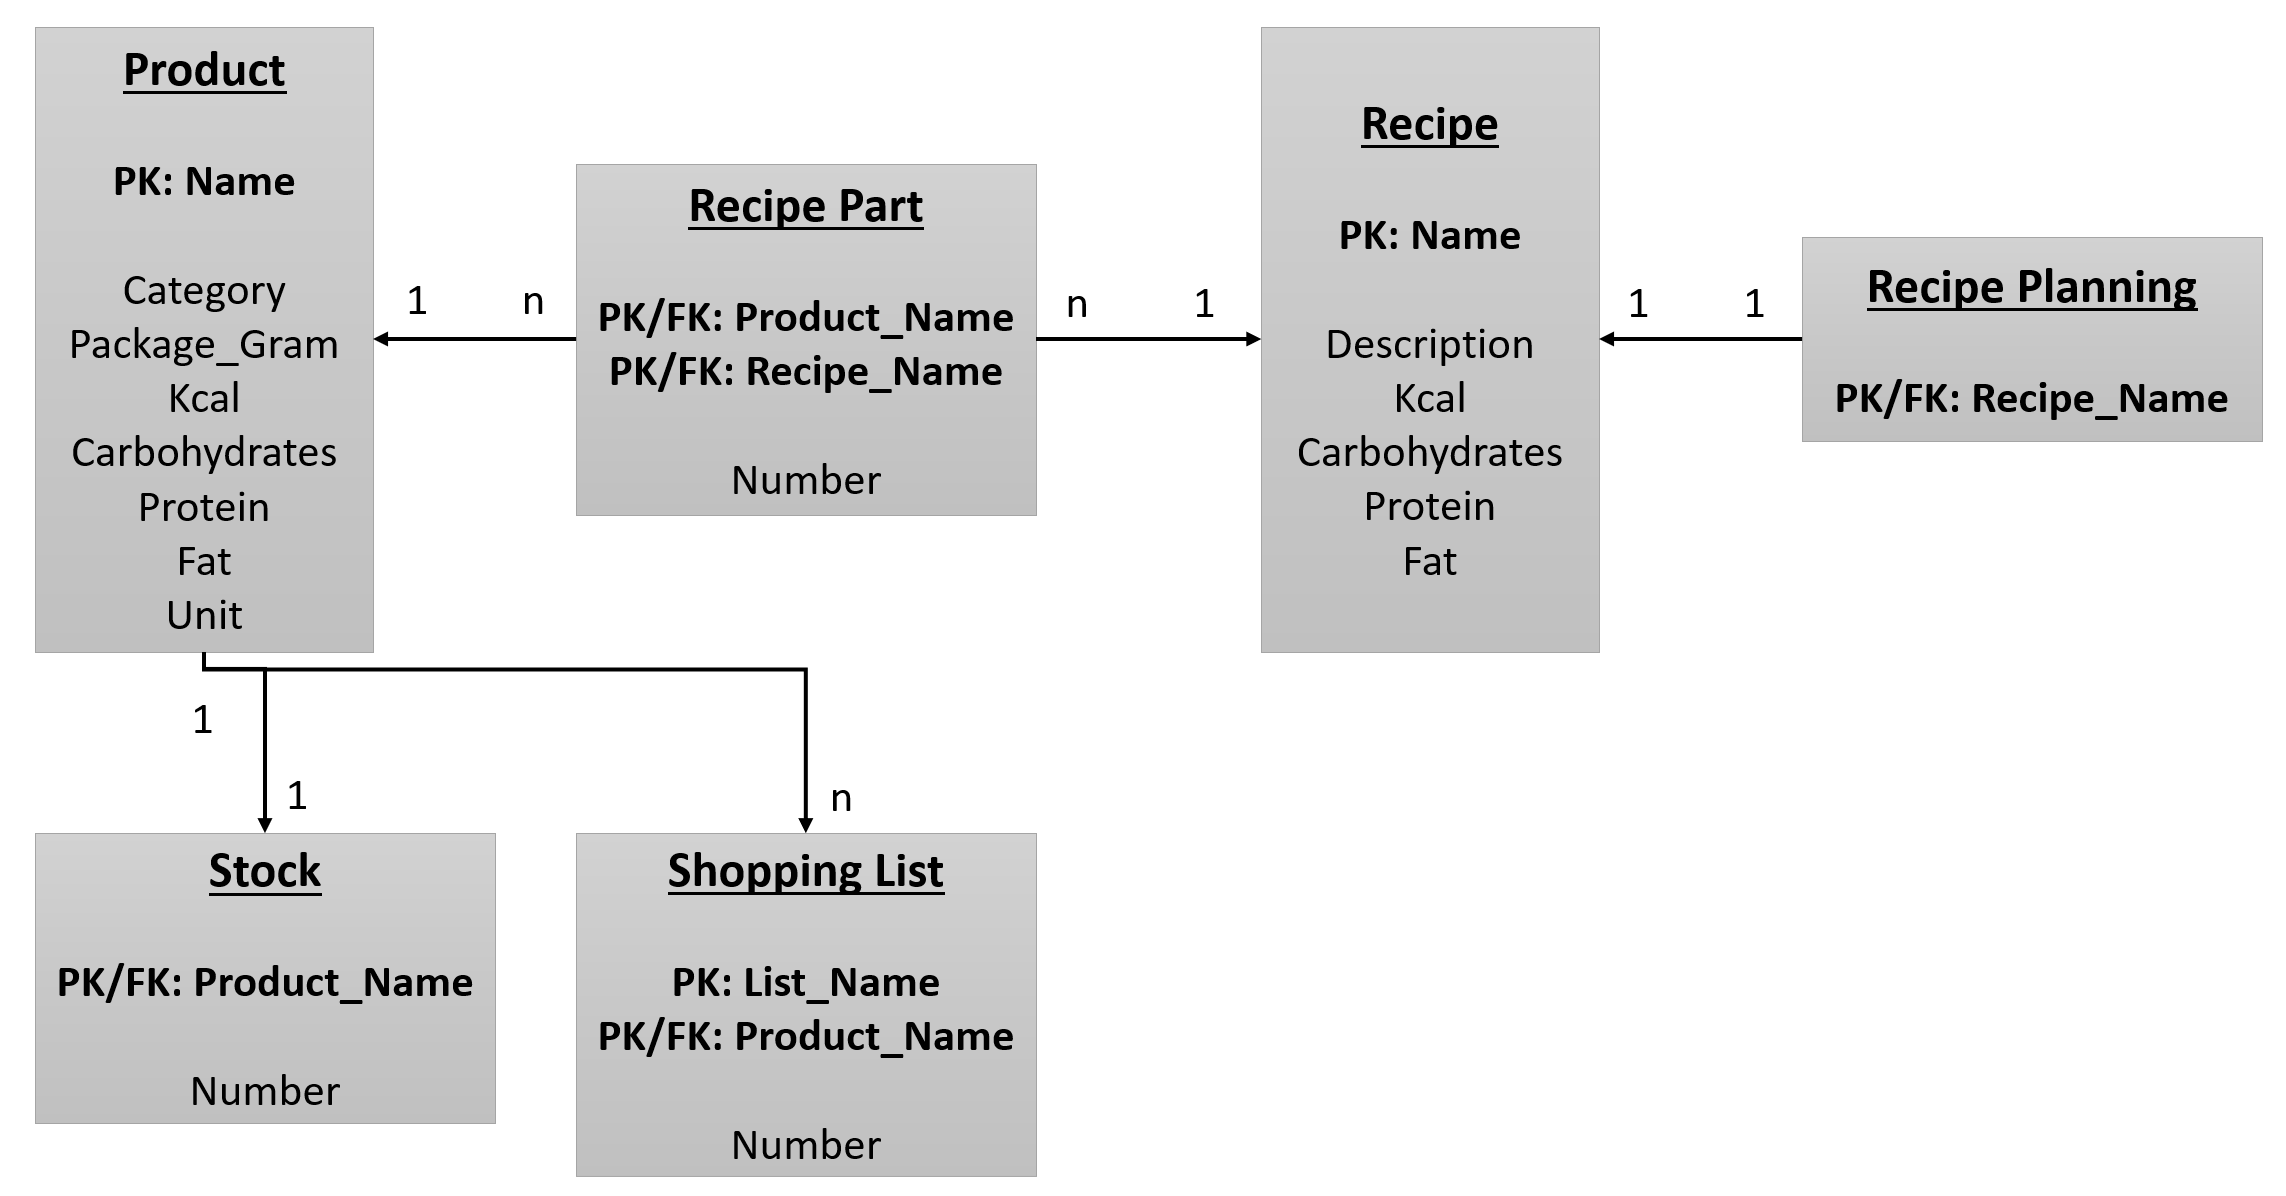 Product
PK: Name
Category
Package_Gram
Kcal
Carbohydrates
Protein
Fat
Unit
1 n
Recipe Part
PK/FK: Product_Name
PK/FK: Recipe_Name
Number
n 1
Recipe
PK: Name
Description
Kcal
Carbohydrates
Protein
Fat
1 1
Recipe Planning
PK/FK: Recipe_Name
1
1
n
Stock
PK/FK: Product_Name
Number
Shopping List
PK: List_Name
PK/FK: Product_Name
Number